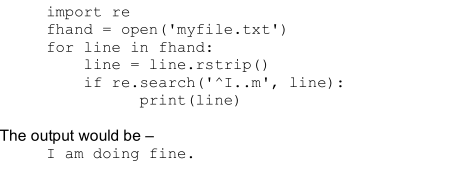 import re
fhand = open('myfile.txt')
for line in fhand:
    line = line.rstrip()
    if re.search('^I..m', line):
        print(line)
The output would be –
I am doing fine.